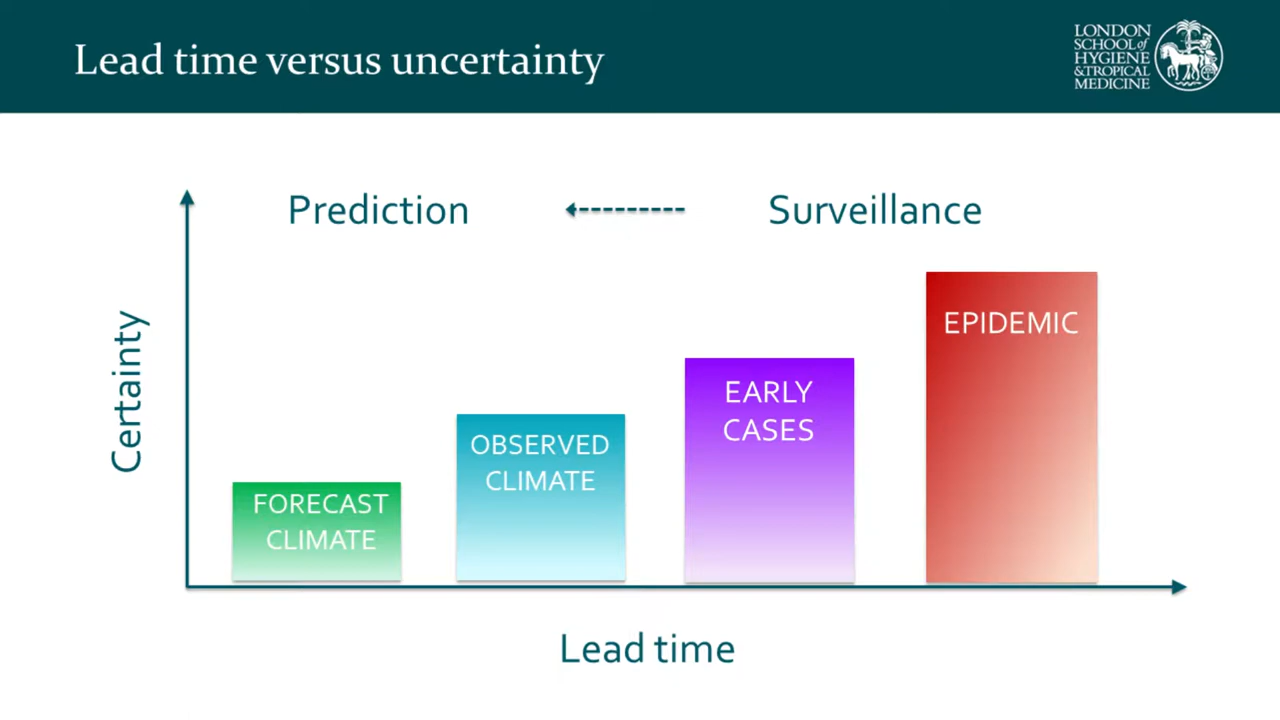 Lead time versus uncertainty
LONDON
SCHOOL of
HYGIENE
& TROPICAL
MEDICINE
Prediction
Surveillance
Certainty
FORECAST
CLIMATE
OBSERVED
CLIMATE
EARLY
CASES
EPIDEMIC
Lead time